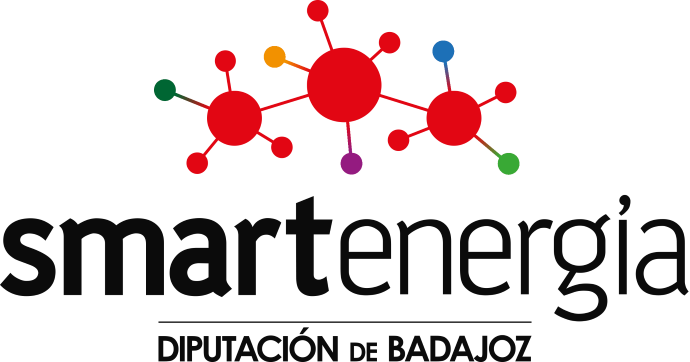 smartenergía
DIPUTACIÓN DE BADAJOZ